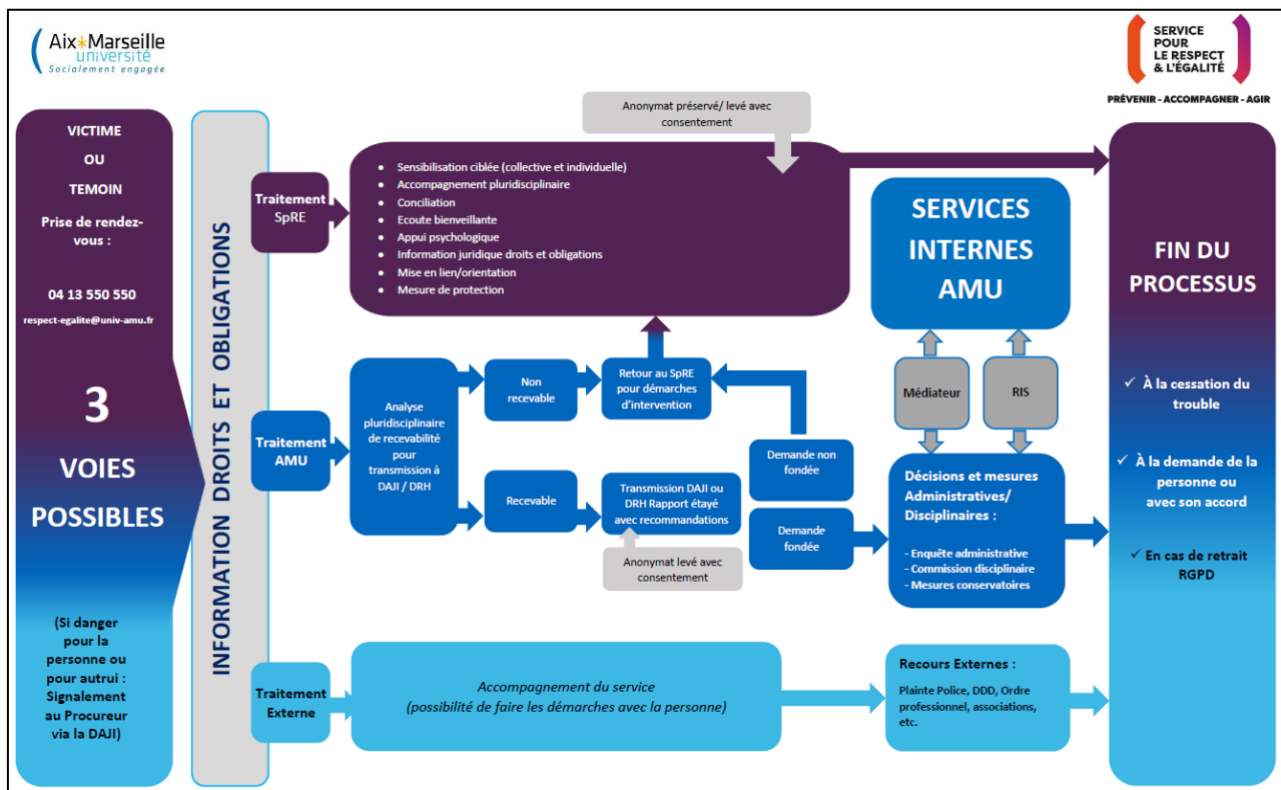 Aix*Marseille
université
Socialement engagée
SERVICE
POUR
LE RESPECT
& L'ÉGALITÉ
PRÉVENIR - ACCOMPAGNER - AGIR
VICTIME
OU
TEMOIN
Prise de rendez-
vous :
04 13 550 550
respect-egalite@univ-amu.fr
3
VOIES
POSSIBLES
(Si danger
pour la
personne ou
pour autrui :
Signalement
au Procureur
via la DAJI)
INFORMATION DROITS ET OBLIGATIONS
Traitement
SpRE
Anonymat préservé/ levé avec
consentement
● Sensibilisation ciblée (collective et individuelle)
● Accompagnement pluridisciplinaire
● Conciliation
● Ecoute bienveillante
● Appui psychologique
● Information juridique droits et obligations
● Mise en lien/orientation
● Mesure de protection
Traitement
AMU
Analyse
pluridisciplinaire
de recevabilité
pour
transmission à
DAJI / DRH
Non
recevable
Retour au SpRE
pour démarches
d'intervention
Recevable
Transmission DAJI ou
DRH Rapport étayé
avec recommandations
Anonymat levé avec
consentement
Demande non
fondée
Demande
fondée
SERVICES
INTERNES
AMU
Médiateur
RIS
Décisions et mesures
Administratives/
Disciplinaires :
- Enquête administrative
- Commission disciplinaire
- Mesures conservatoires
Traitement
Externe
Accompagnement du service
(possibilité de faire les démarches avec la personne)
Recours Externes :
Plainte Police, DDD, Ordre
professionnel, associations,
etc.
FIN DU
PROCESSUS
✓ À la cessation du
trouble
✓ À la demande de la
personne ou
avec son accord
✓ En cas de retrait
RGPD